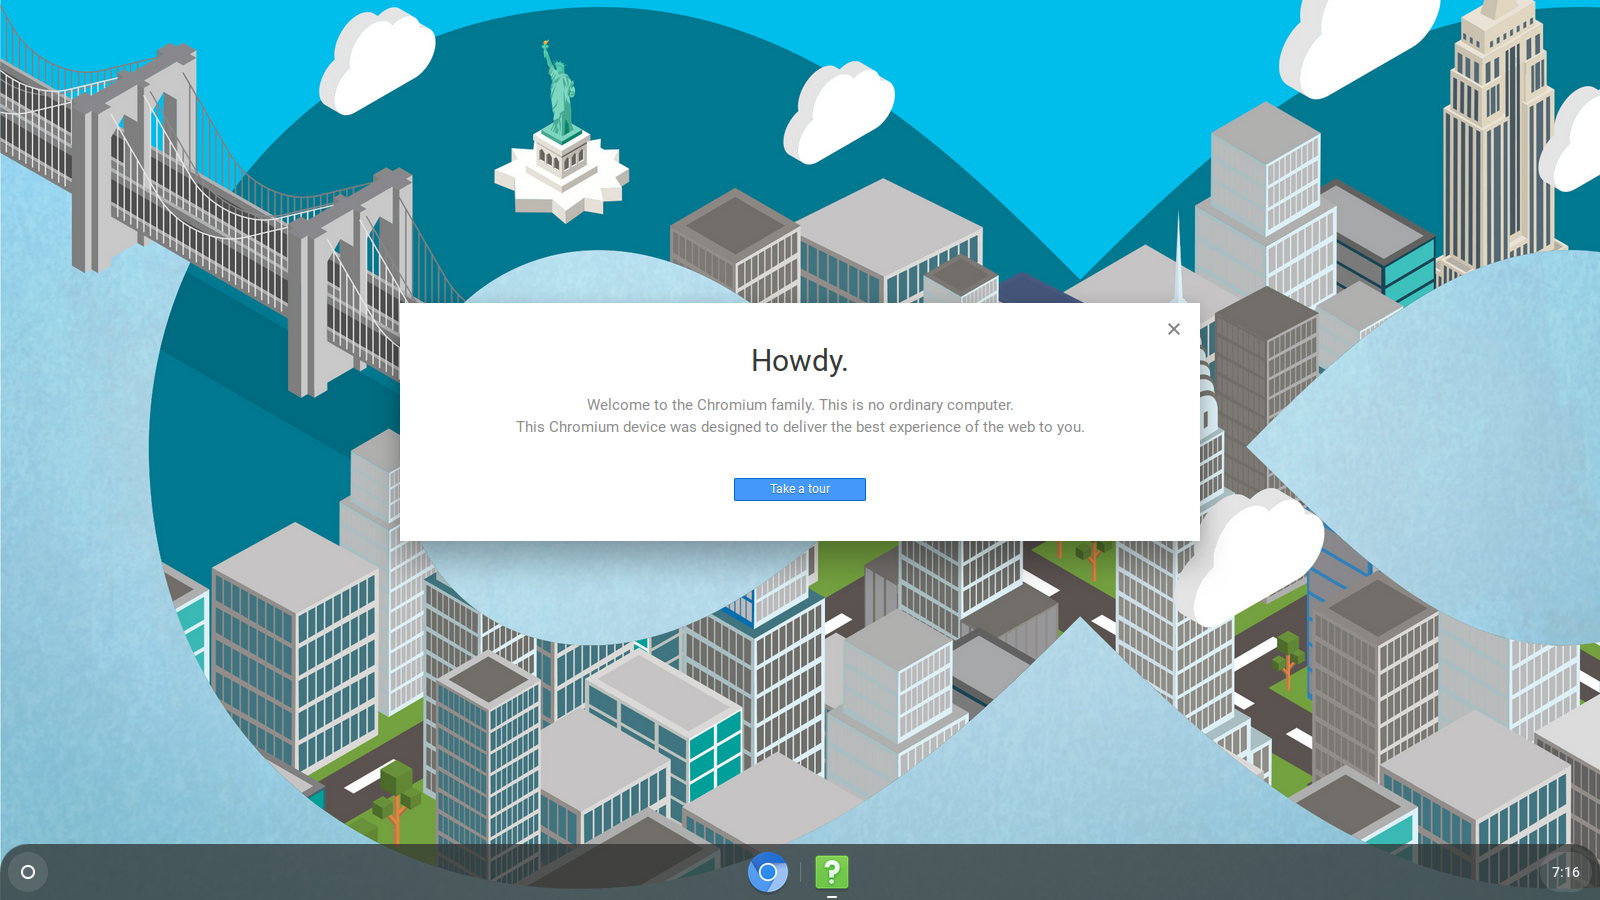 Howdy.
Welcome to the Chromium family. This is no ordinary computer.
This Chromium device was designed to deliver the best experience of the web to you.
Take a tour
?
7:16